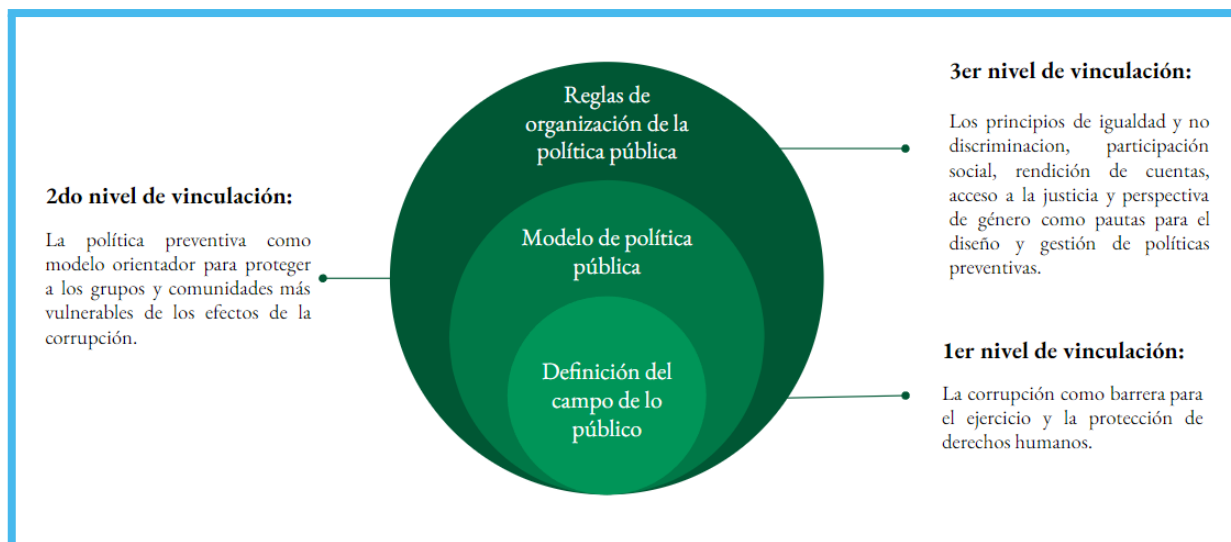 Reglas de
organización de la
política pública
Modelo de política
pública
Definición del
campo de lo
público
2do nivel de vinculación:
La política preventiva como
modelo orientador para proteger
a los grupos y comunidades más
vulnerables de los efectos de la
corrupción.
3er nivel de vinculación:
Los principios de igualdad y no
discriminacion, participación
social, rendición de cuentas,
acceso a la justicia y perspectiva
de género como pautas para el
diseño y gestión de políticas
preventivas.
1er nivel de vinculación:
La corrupción como barrera para
el ejercicio y la protección de
derechos humanos.